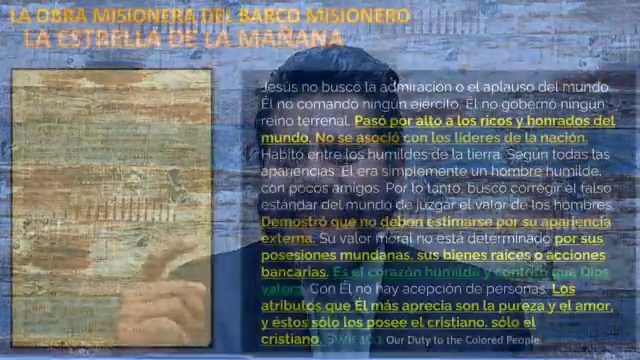 LA OBRA MISIONERA DEL BARCO MISIONERO
LA ESTRELLA DE LA MAÑANA
Jesús no buscó la admiración o el aplauso del mundo.
Él no comandó ningún ejército. Él no gobernó ningún
reino terrenal. Pasó por alto a los ricos y honrados del
mundo. No se asoció con los líderes de la nación.
Habitó entre los humildes de la tierra. Según todas las
apariencias, Él era simplemente un hombre humilde,
con pocos amigos. Por lo tanto, buscó corregir el falso
estándar del mundo de juzgar el valor de los hombres.
Demostró que no deben estimarse por su apariencia
externa. Su valor moral no está determinado por sus
posesiones mundanas, sus bienes raíces o acciones
bancarias. Es el corazón humilde y contrito que Dios
valora. Con Él no hay acepción de personas. Los
atributos que Él más aprecia son la pureza y el amor,
y éstos sólo los posee el cristiano, sólo el
cristiano. Our Duty to the Colored People.